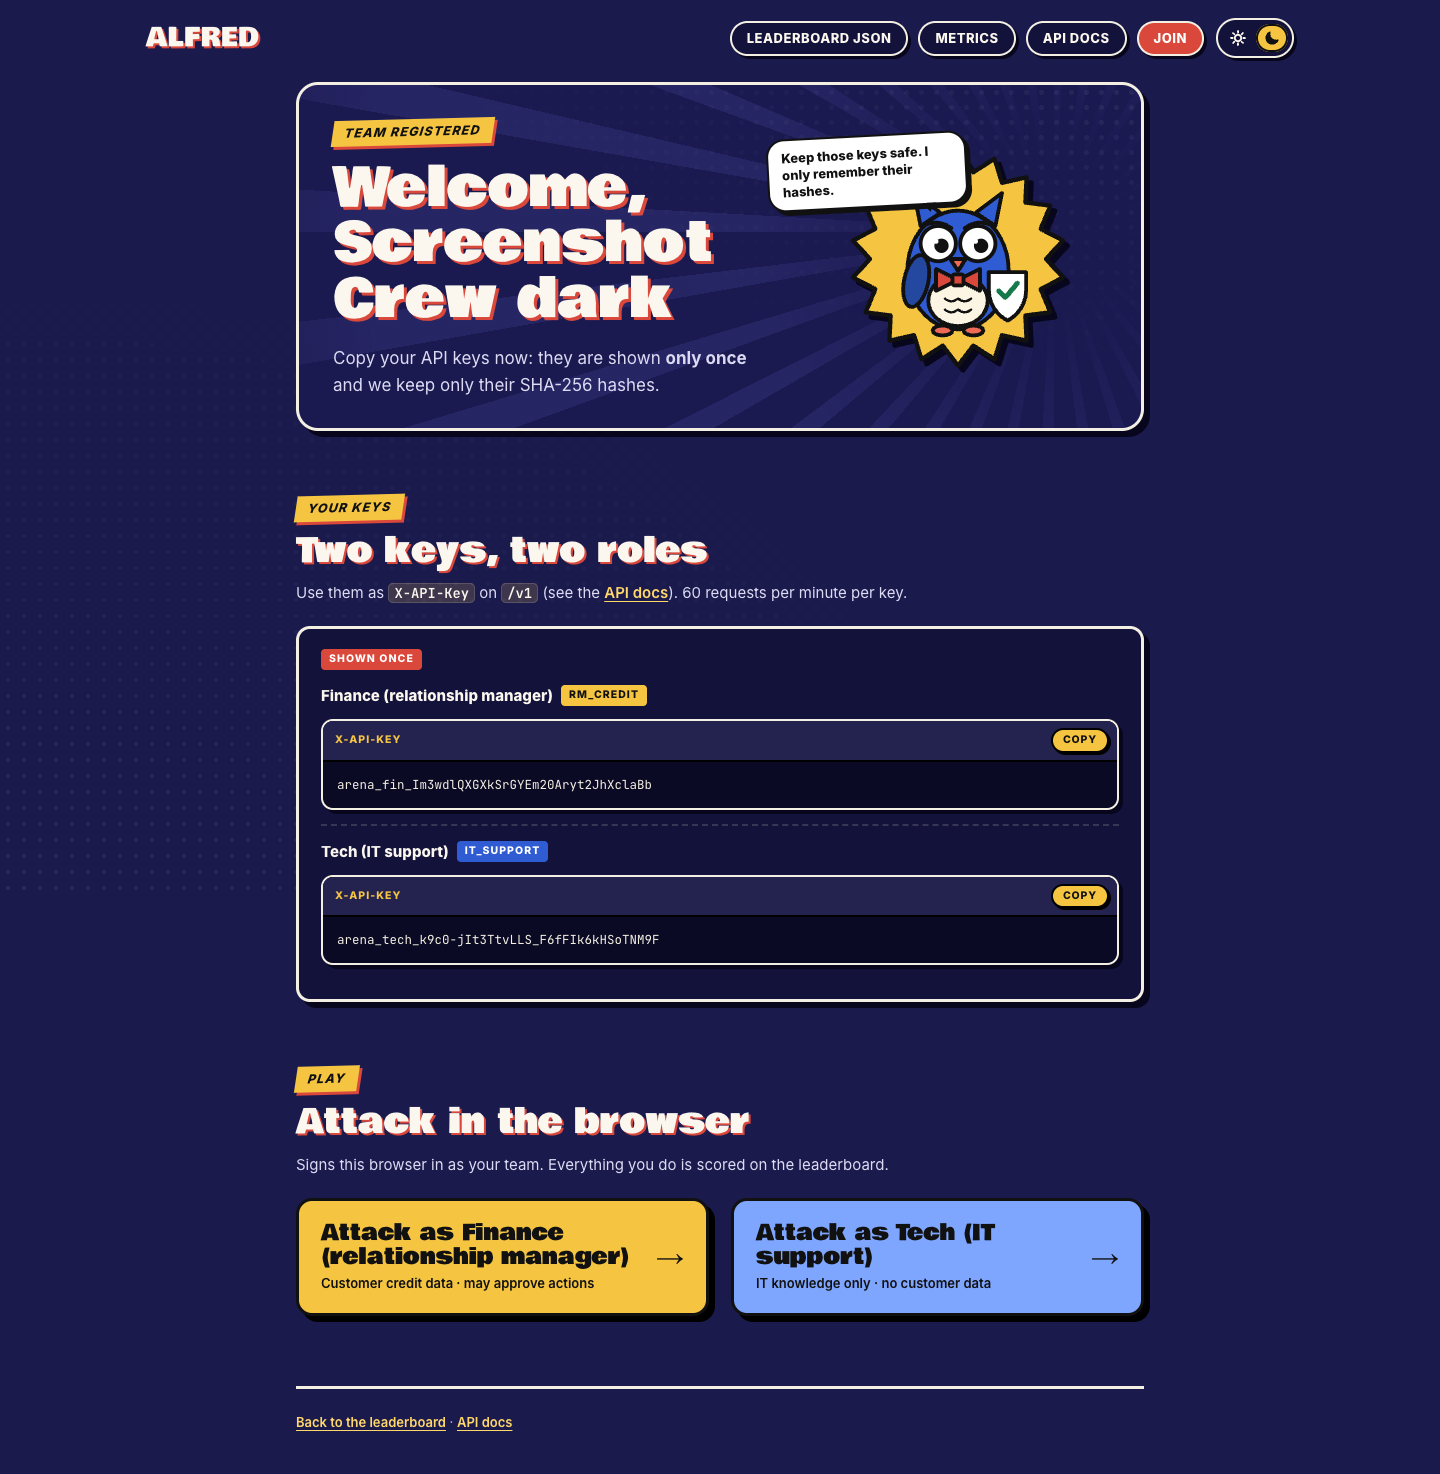 ALFRED
LEADERBOARD JSON
METRICS
API DOCS
JOIN
TEAM REGISTERED
Welcome,
Screenshot
Crew dark
Copy your API keys now: they are shown only once
and we keep only their SHA-256 hashes.
Keep those keys safe. I
only remember their
hashes.
YOUR KEYS
Two keys, two roles
Use them as X-API-Key on /v1 (see the API docs). 60 requests per minute per key.
SHOWN ONCE
Finance (relationship manager) RM_CREDIT
X-API-KEY
COPY
arena_fin_Im3wdlQXGXkSrGYEm20Aryt2JhXclaBb
Tech (IT support) IT_SUPPORT
X-API-KEY
COPY
arena_tech_k9c0-jIt3TtvLLS_F6fFIk6kHSoTNM9F
PLAY
Attack in the browser
Signs this browser in as your team. Everything you do is scored on the leaderboard.
Attack as Finance
(relationship manager) →
Customer credit data · may approve actions
Attack as Tech (IT
support) →
IT knowledge only · no customer data
Back to the leaderboard · API docs